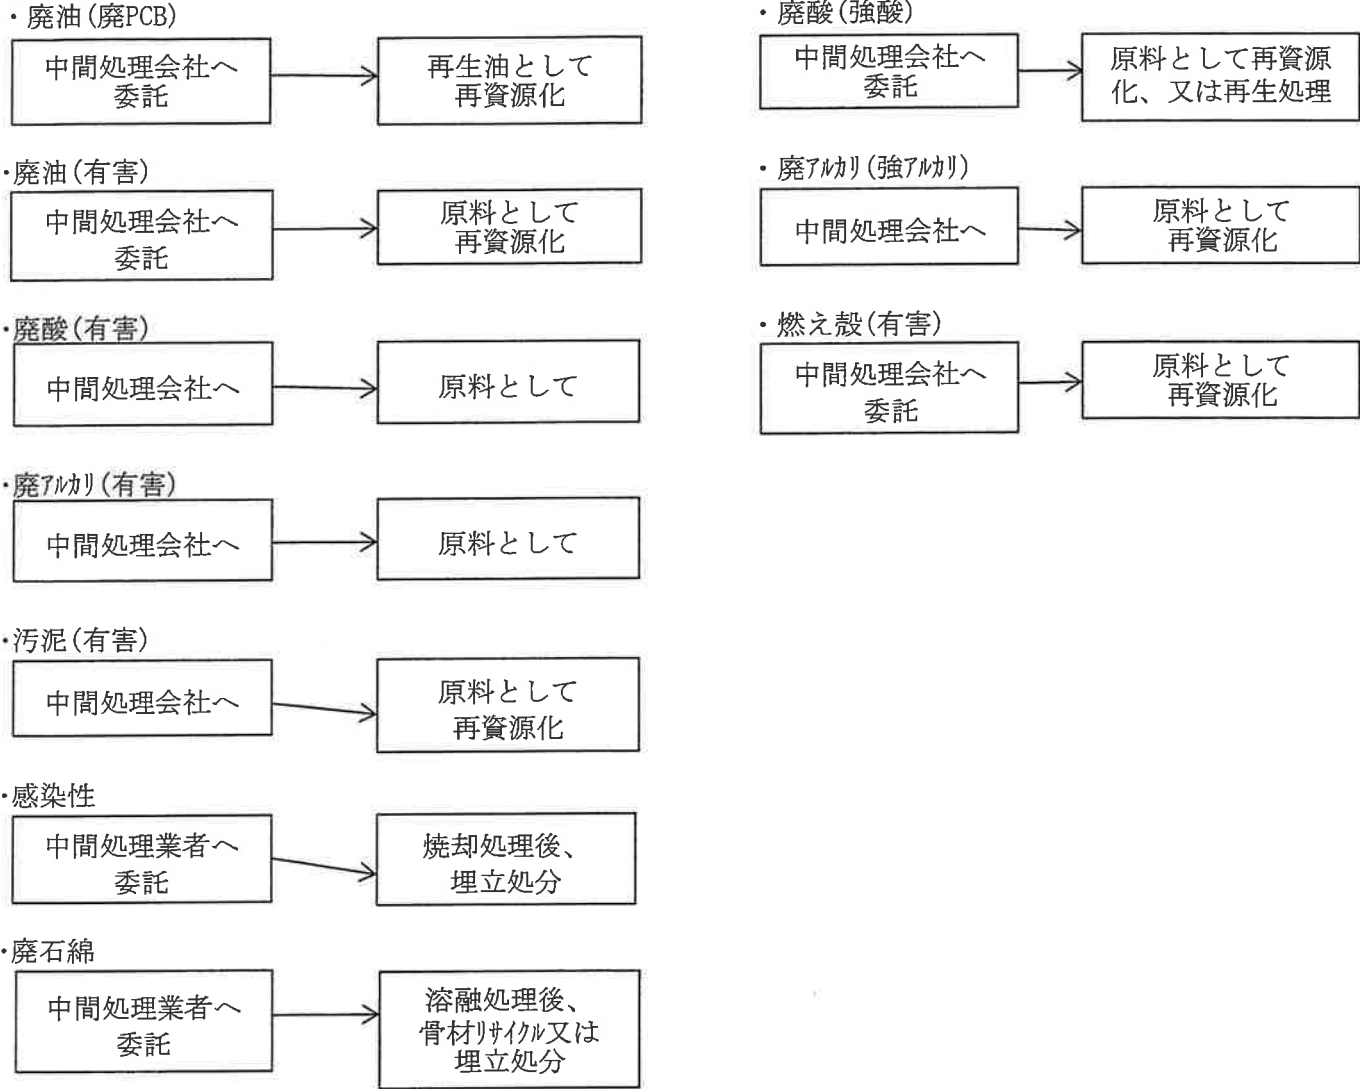 ・廃油(廃PCB)
中間処理会社へ
委託
再生油として
再資源化
・廃油(有害)
中間処理会社へ
委託
原料として
再資源化
・廃酸(有害)
中間処理会社へ
原料として
・廃ｱﾙｶﾘ(有害)
中間処理会社へ
原料として
・汚泥(有害)
中間処理会社へ
原料として
再資源化
・感染性
中間処理業者へ
委託
焼却処理後、
埋立処分
・廃石綿
中間処理業者へ
委託
溶融処理後、
骨材ﾘｻｲｸﾙ又は
埋立処分
・廃酸(強酸)
中間処理会社へ
委託
原料として再資源
化、又は再生処理
・廃ｱﾙｶﾘ(強ｱﾙｶﾘ)
中間処理会社へ
原料として
再資源化
・燃え殻(有害)
中間処理会社へ
委託
原料として
再資源化